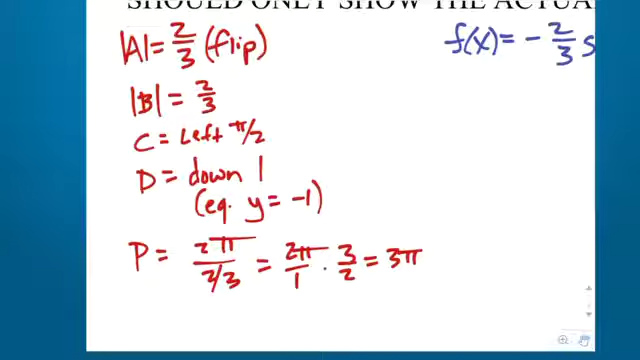 SHOULD ONLY SHOW THE ACTUA
|A| = 2/3 (flip)
f(x) = - 2/3 s
|B| = 2/3
C = Left π/2
D = down 1
(eq. y = -1)
P = 2π/2/3 = 2π/1 · 3/2 = 3π